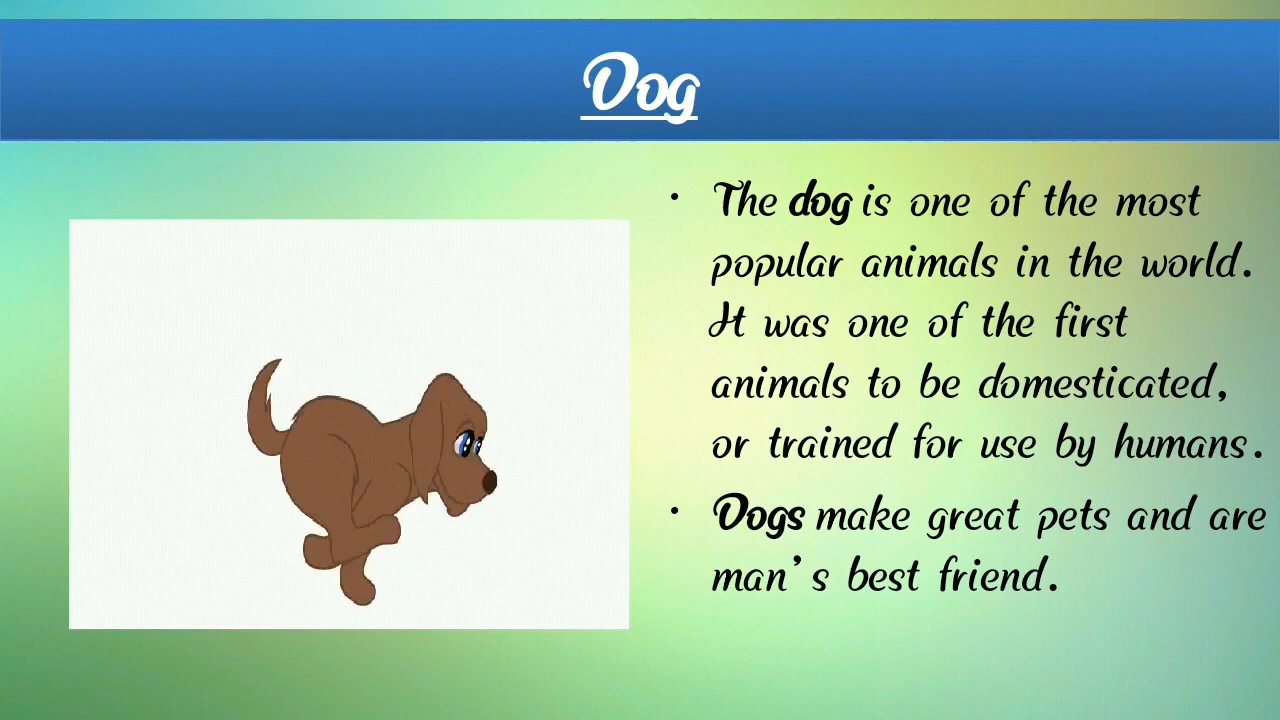 Dog
• The dog is one of the most
popular animals in the world.
It was one of the first
animals to be domesticated,
or trained for use by humans.
• Dogs make great pets and are
man’s best friend.